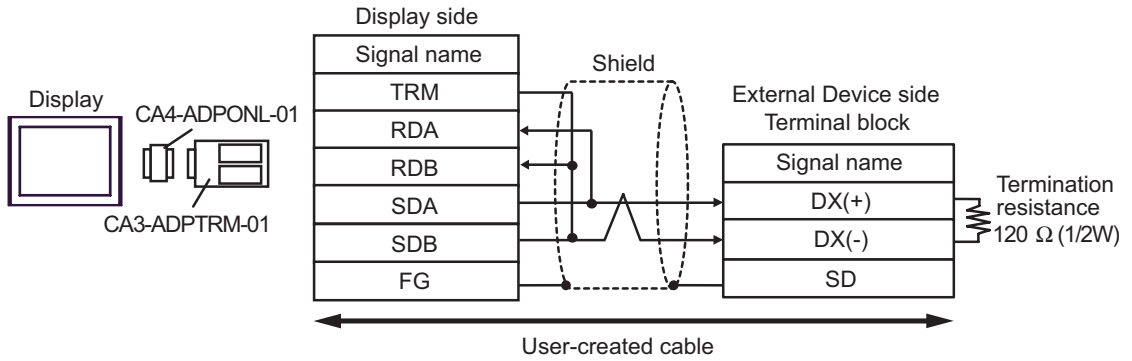 Display side
Signal name
TRM
RDA
RDB
SDA
SDB
FG
Display
CA4-ADPONL-01
CA3-ADPTRM-01
Shield
External Device side
Terminal block
Signal name
DX(+)
DX(-)
SD
Termination
resistance
120 Ω (1/2W)
User-created cable